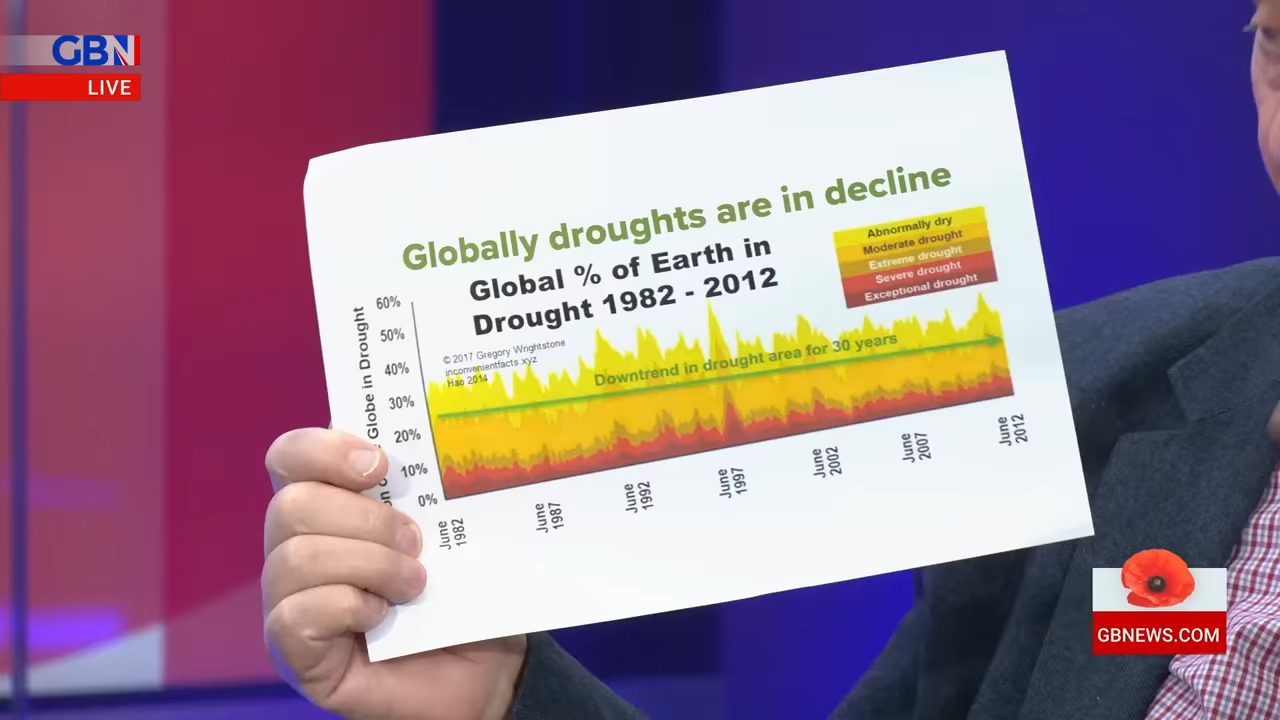 GBN
LIVE
Globally droughts are in decline
Global % of Earth in
Drought 1982 - 2012
© 2017 Gregory Wrightstone
inconvenientfacts.xyz
Hao 2014
Abnormally dry
Moderate drought
Extreme drought
Severe drought
Exceptional drought
Downtrend in drought area for 30 years
Globe in Drought
60%
50%
40%
30%
20%
10%
0%
June 1982
June 1987
June 1992
June 1997
June 2002
June 2007
June 2012
GBNEWS.COM